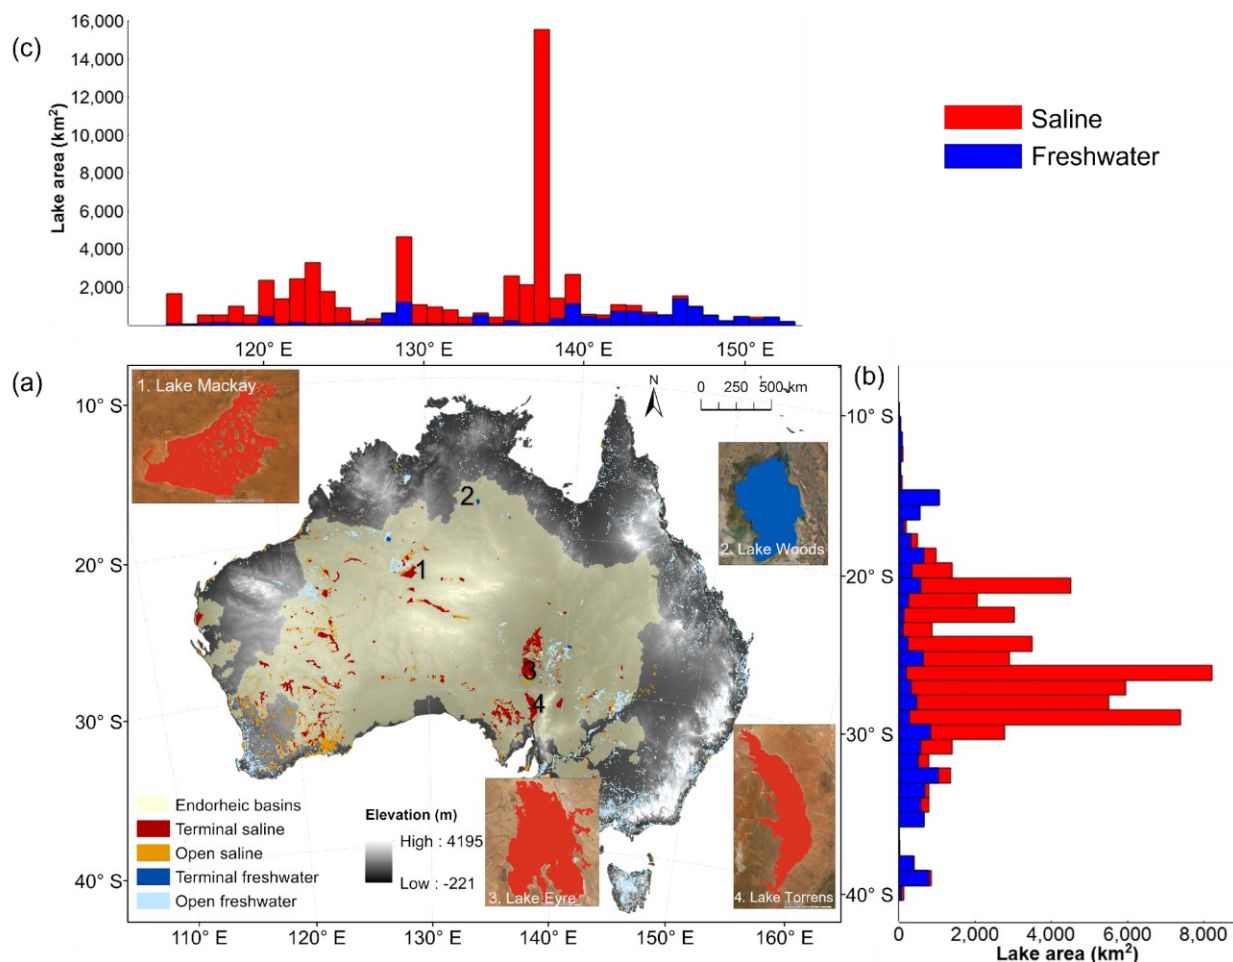 (c)
Lake area (km²)
16,000
14,000
12,000
10,000
8,000
6,000
4,000
2,000
120° E
130° E
140° E
150° E
Saline
Freshwater
(a)
1. Lake Mackay
N
0 250 500 km
2. Lake Woods
3. Lake Eyre
4. Lake Torrens
1
2
3
4
10° S
20° S
30° S
40° S
Endorheic basins
Terminal saline
Open saline
Terminal freshwater
Open freshwater
Elevation (m)
High : 4195
Low : -221
110° E
120° E
130° E
140° E
150° E
160° E
(b)
10° S
20° S
30° S
40° S
0
2,000
4,000
6,000
8,000
Lake area (km²)